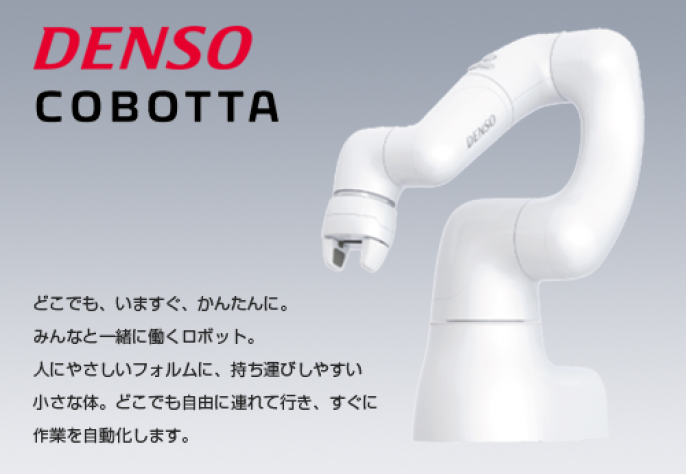 DENSO
COBOTTA
DENSO
どこでも、いますぐ、かんたんに。
みんなと一緒に働くロボット。
人にやさしいフォルムに、持ち運びしやすい
小さな体。どこでも自由に連れて行き、すぐに
作業を自動化します。